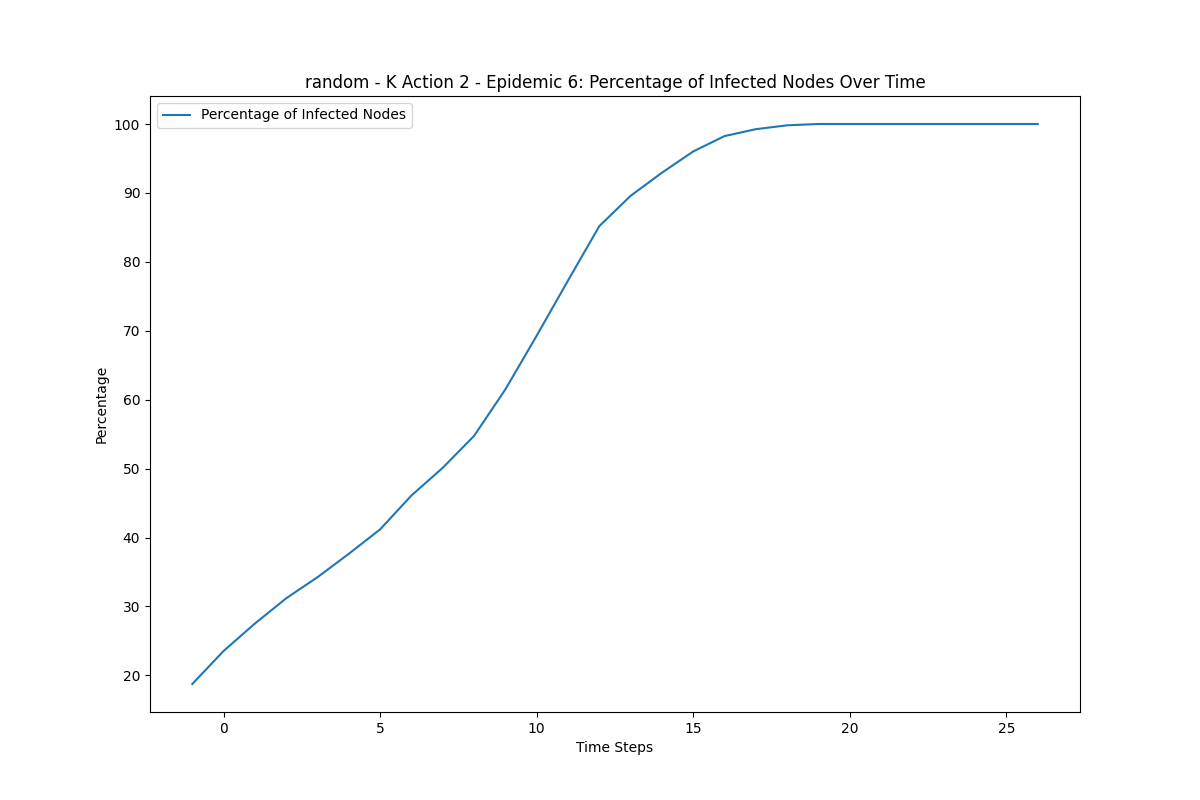 random - K Action 2 - Epidemic 6: Percentage of Infected Nodes Over Time
Percentage of Infected Nodes
100
90
80
70
60
50
40
30
20
Percentage
0 5 10 15 20 25
Time Steps